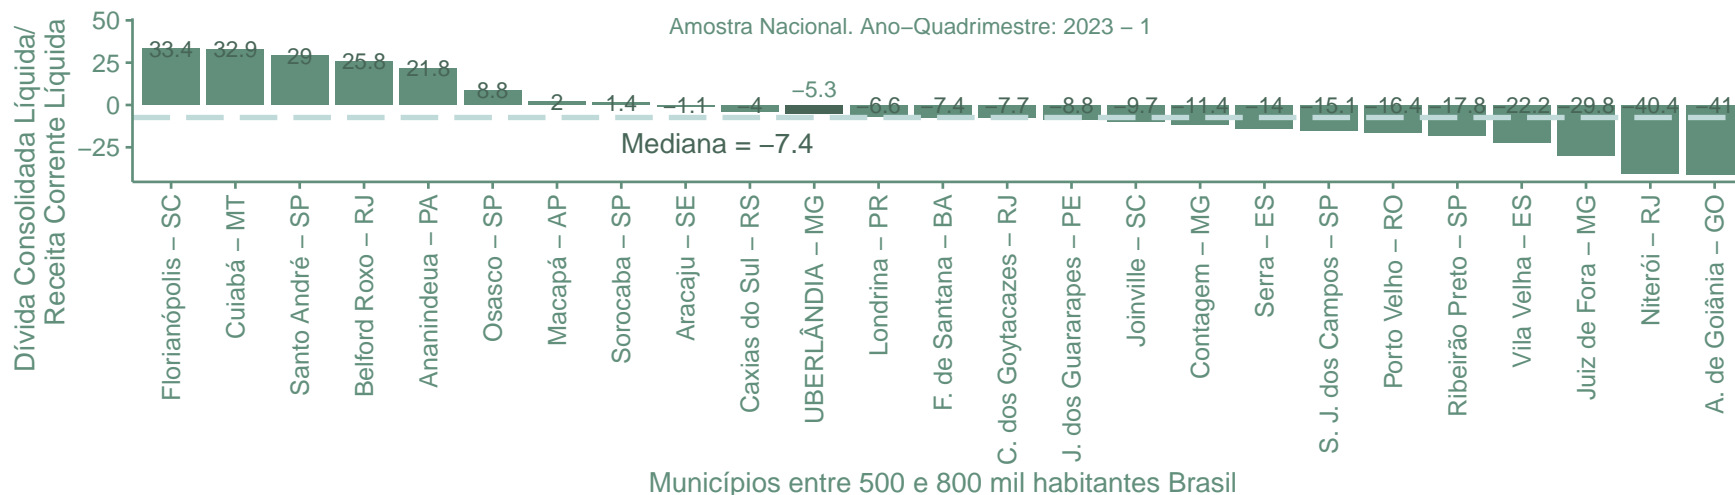 Amostra Nacional. Ano−Quadrimestre: 2023 − 1
Dívida Consolidada Líquida/
Receita Corrente Líquida
50
25
0
−25
33.4
32.9
29
25.8
21.8
8.8
2
1.4
−1.1
−4
−5.3
−6.6
−7.4
−7.7
−8.8
−9.7
−11.4
−14
−15.1
−16.4
−17.8
−22.2
−29.8
−40.4
−41
Mediana = −7.4
Florianópolis − SC
Cuiabá − MT
Santo André − SP
Belford Roxo − RJ
Ananindeua − PA
Osasco − SP
Macapá − AP
Sorocaba − SP
Aracaju − SE
Caxias do Sul − RS
UBERLÂNDIA − MG
Londrina − PR
F. de Santana − BA
C. dos Goytacazes − RJ
J. dos Guararapes − PE
Joinville − SC
Contagem − MG
Serra − ES
S. J. dos Campos − SP
Porto Velho − RO
Ribeirão Preto − SP
Vila Velha − ES
Juiz de Fora − MG
Niterói − RJ
A. de Goiânia − GO
Municípios entre 500 e 800 mil habitantes Brasil